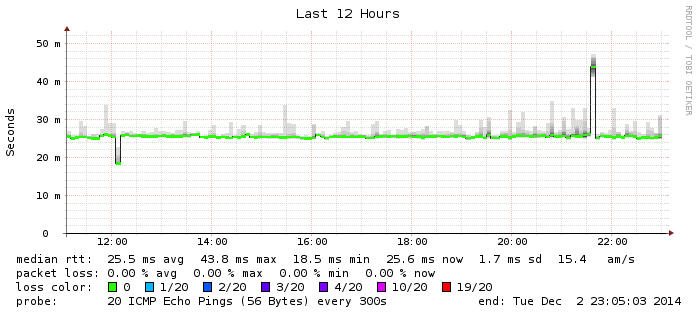 Last 12 Hours
RRDTOOL / TOBI OETIKER
Seconds
50 m
40 m
30 m
20 m
10 m
0
12:00 14:00 16:00 18:00 20:00 22:00
median rtt: 25.5 ms avg 43.8 ms max 18.5 ms min 25.6 ms now 1.7 ms sd 15.4 am/s
packet loss: 0.00 % avg 0.00 % max 0.00 % min 0.00 % now
loss color: 0 1/20 2/20 3/20 4/20 10/20 19/20
probe: 20 ICMP Echo Pings (56 Bytes) every 300s end: Tue Dec 2 23:05:03 2014